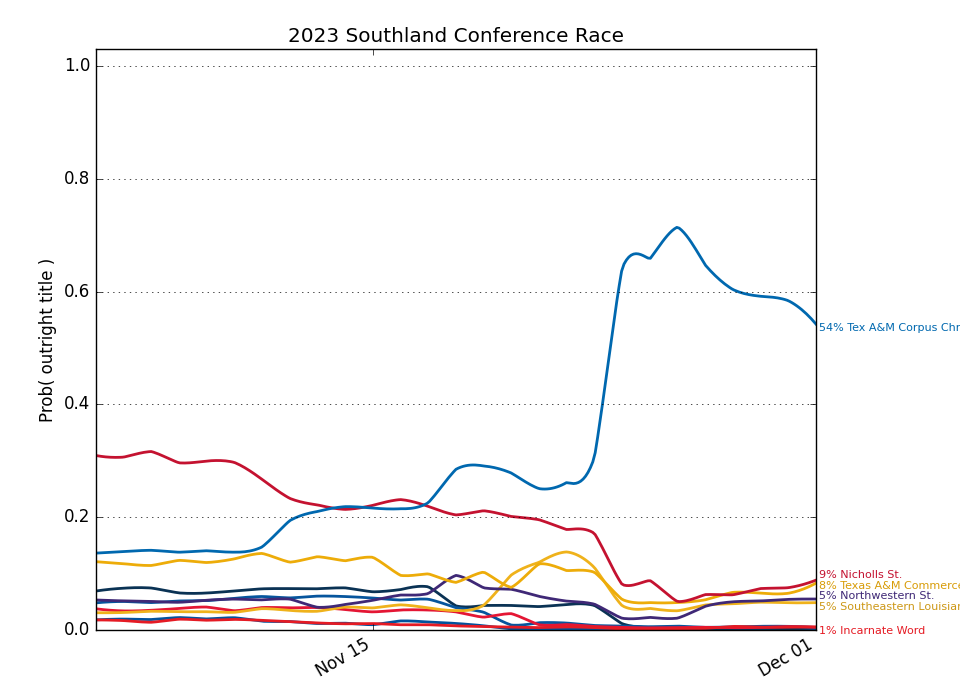 2023 Southland Conference Race
Prob( outright title )
1.0
0.8
0.6
0.4
0.2
0.0
Nov 15
Dec 01
54% Tex A&M Corpus Chr
9% Nicholls St.
8% Texas A&M Commerce
5% Northwestern St.
5% Southeastern Louisian
1% Incarnate Word